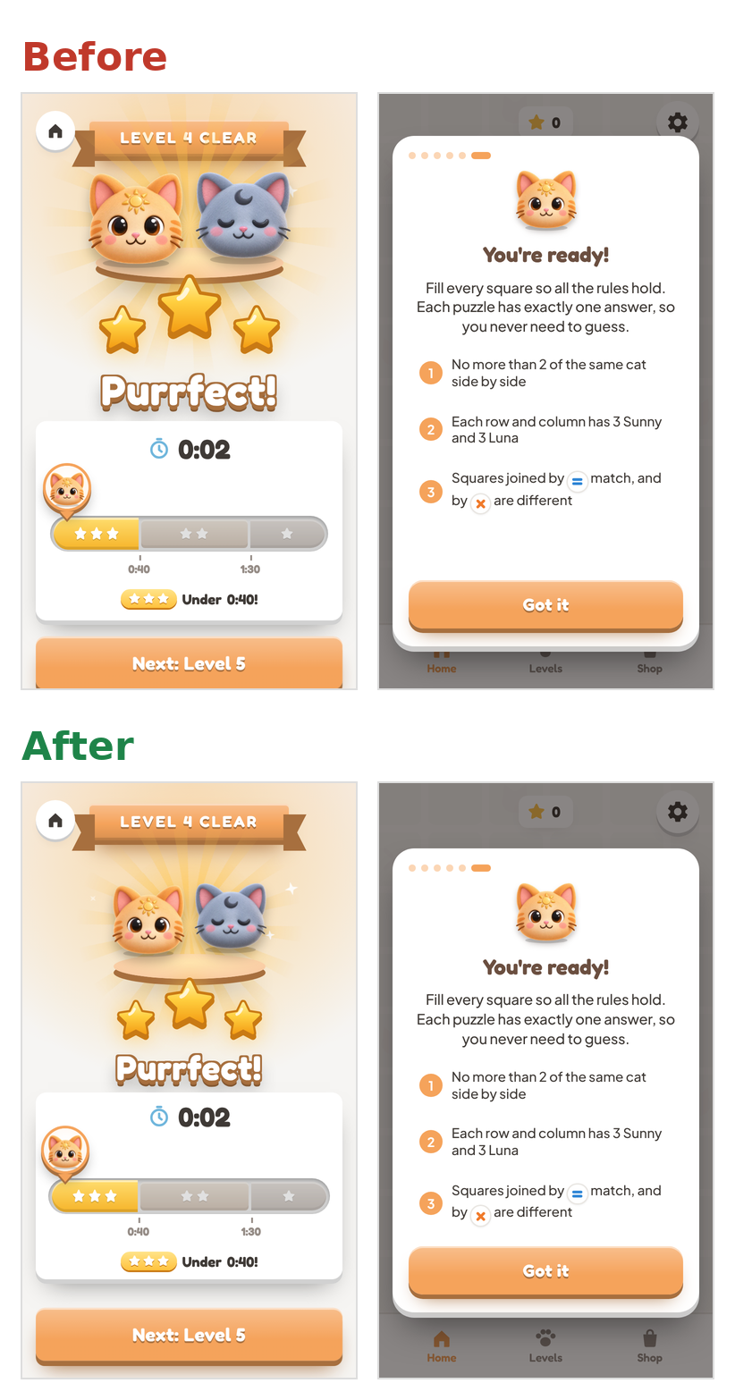 Before
LEVEL 4 CLEAR
Purrfect!
0:02
0:40
1:30
Under 0:40!
Next: Level 5
0
You're ready!
Fill every square so all the rules hold.
Each puzzle has exactly one answer, so
you never need to guess.
1 No more than 2 of the same cat
side by side
2 Each row and column has 3 Sunny
and 3 Luna
3 Squares joined by = match, and
by × are different
Got it
Home
Levels
Shop
After
LEVEL 4 CLEAR
Purrfect!
0:02
0:40
1:30
Under 0:40!
Next: Level 5
0
You're ready!
Fill every square so all the rules hold.
Each puzzle has exactly one answer, so
you never need to guess.
1 No more than 2 of the same cat
side by side
2 Each row and column has 3 Sunny
and 3 Luna
3 Squares joined by = match, and
by × are different
Got it
Home
Levels
Shop